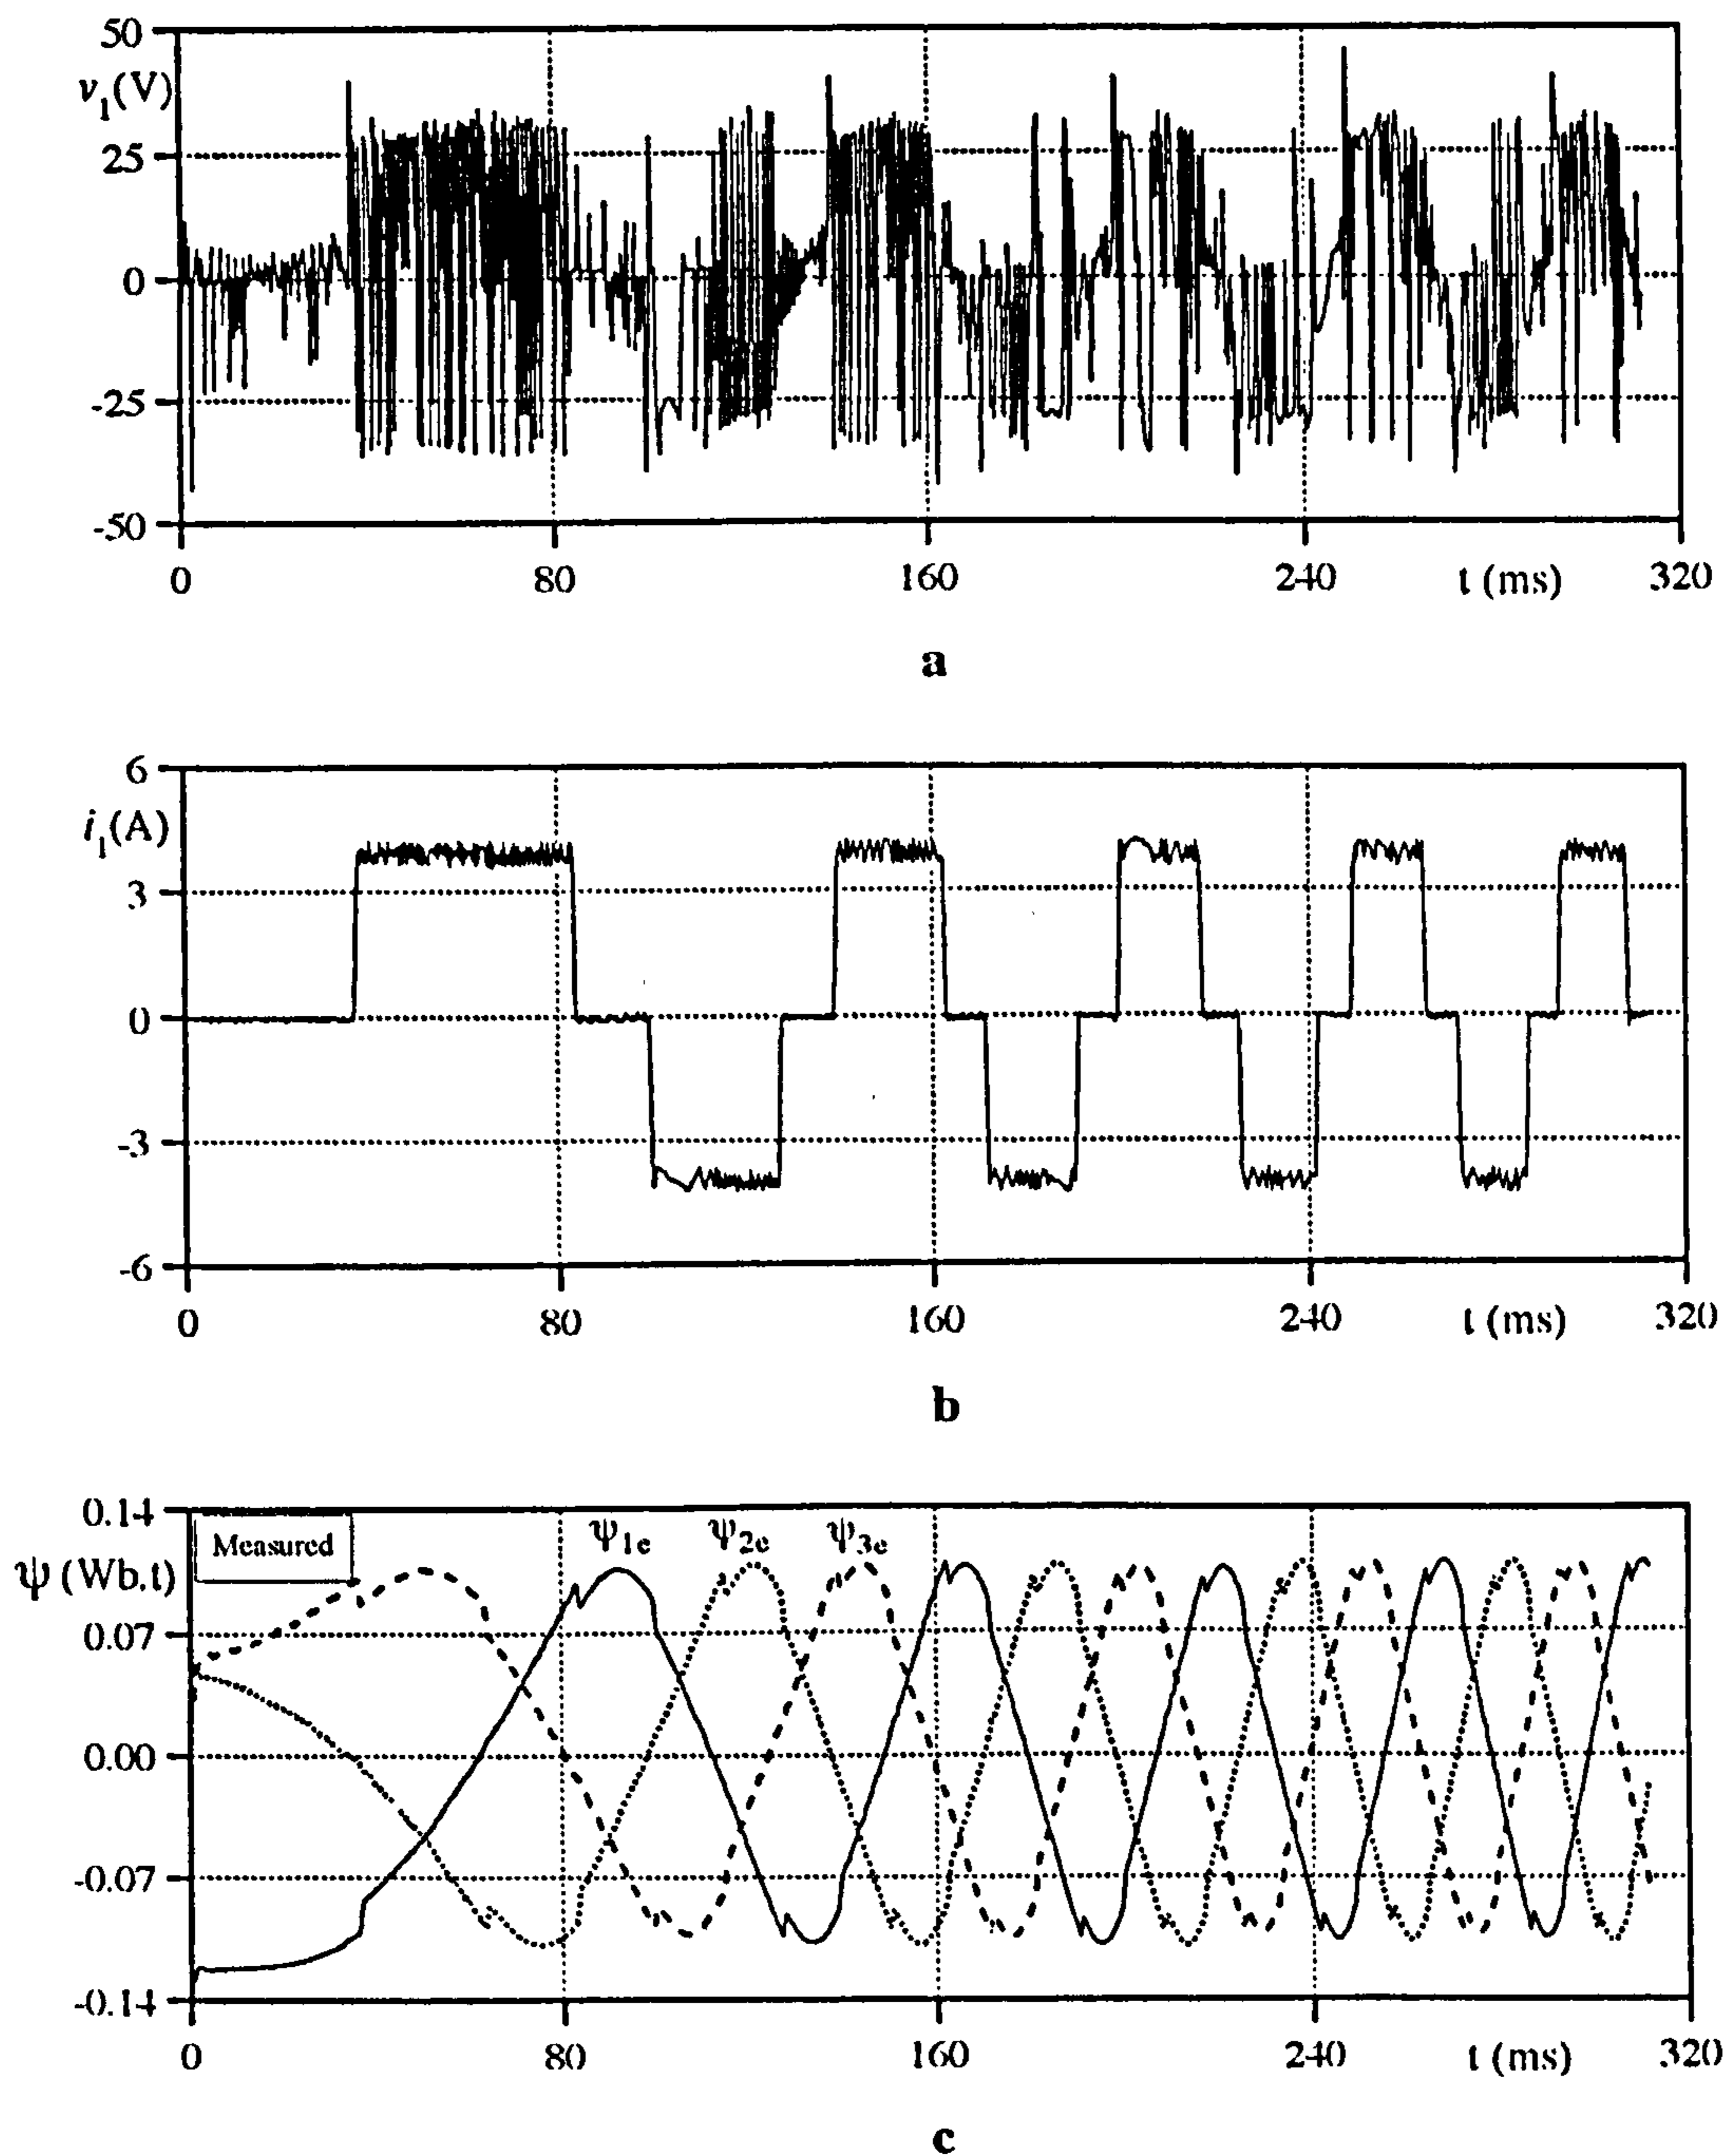 50
v₁(V)
25
0
-25
-50
0 80 160 240 t (ms) 320
a
6
i₁(A)
3
0
-3
-6
0 80 160 240 t (ms) 320
b
0.14
Measured ψ₁e ψ₂e ψ₃e
ψ (Wb.t)
0.07
0.00
-0.07
-0.14
0 80 160 240 t (ms) 320
c